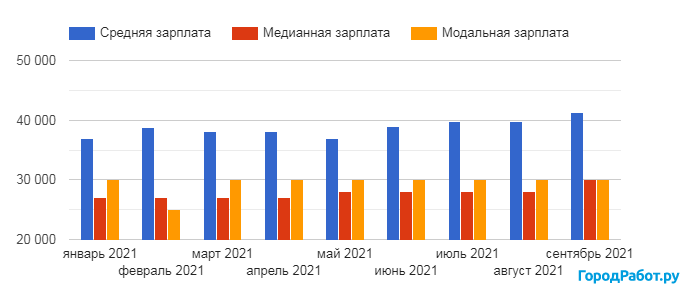 Средняя зарплата Медианная зарплата Модальная зарплата
50 000
40 000
30 000
20 000
январь 2021 март 2021 май 2021 июль 2021 сентябрь 2021
февраль 2021 апрель 2021 июнь 2021 август 2021
ГородРабот.ру